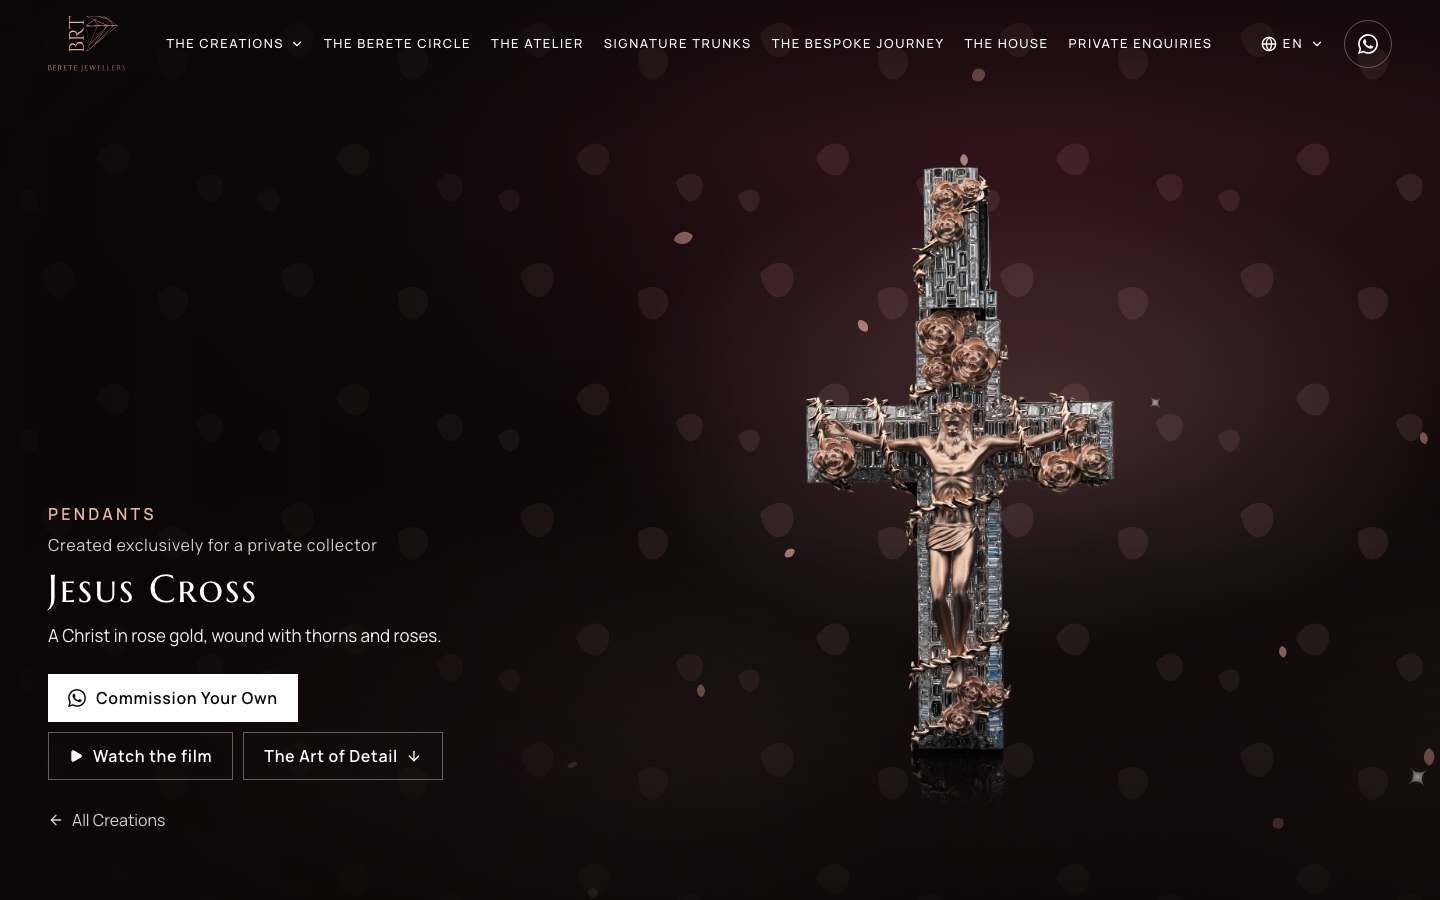 BRT
BERETE JEWELLERS
THE CREATIONS
THE BERETE CIRCLE
THE ATELIER
SIGNATURE TRUNKS
THE BESPOKE JOURNEY
THE HOUSE
PRIVATE ENQUIRIES
EN
PENDANTS
Created exclusively for a private collector
Jesus Cross
A Christ in rose gold, wound with thorns and roses.
Commission Your Own
Watch the film
The Art of Detail
All Creations